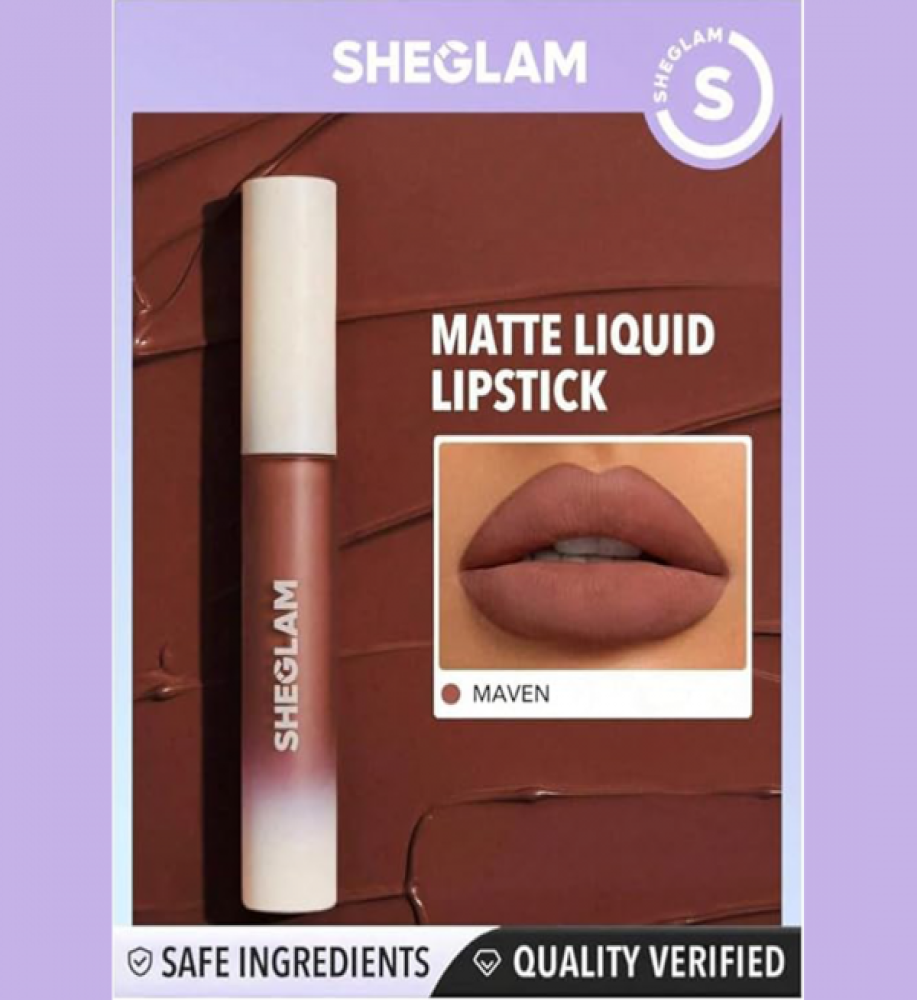 SHEGLAM
SHEGLAM
S
MATTE LIQUID
LIPSTICK
SHEGLAM
MAVEN
SAFE INGREDIENTS
QUALITY VERIFIED